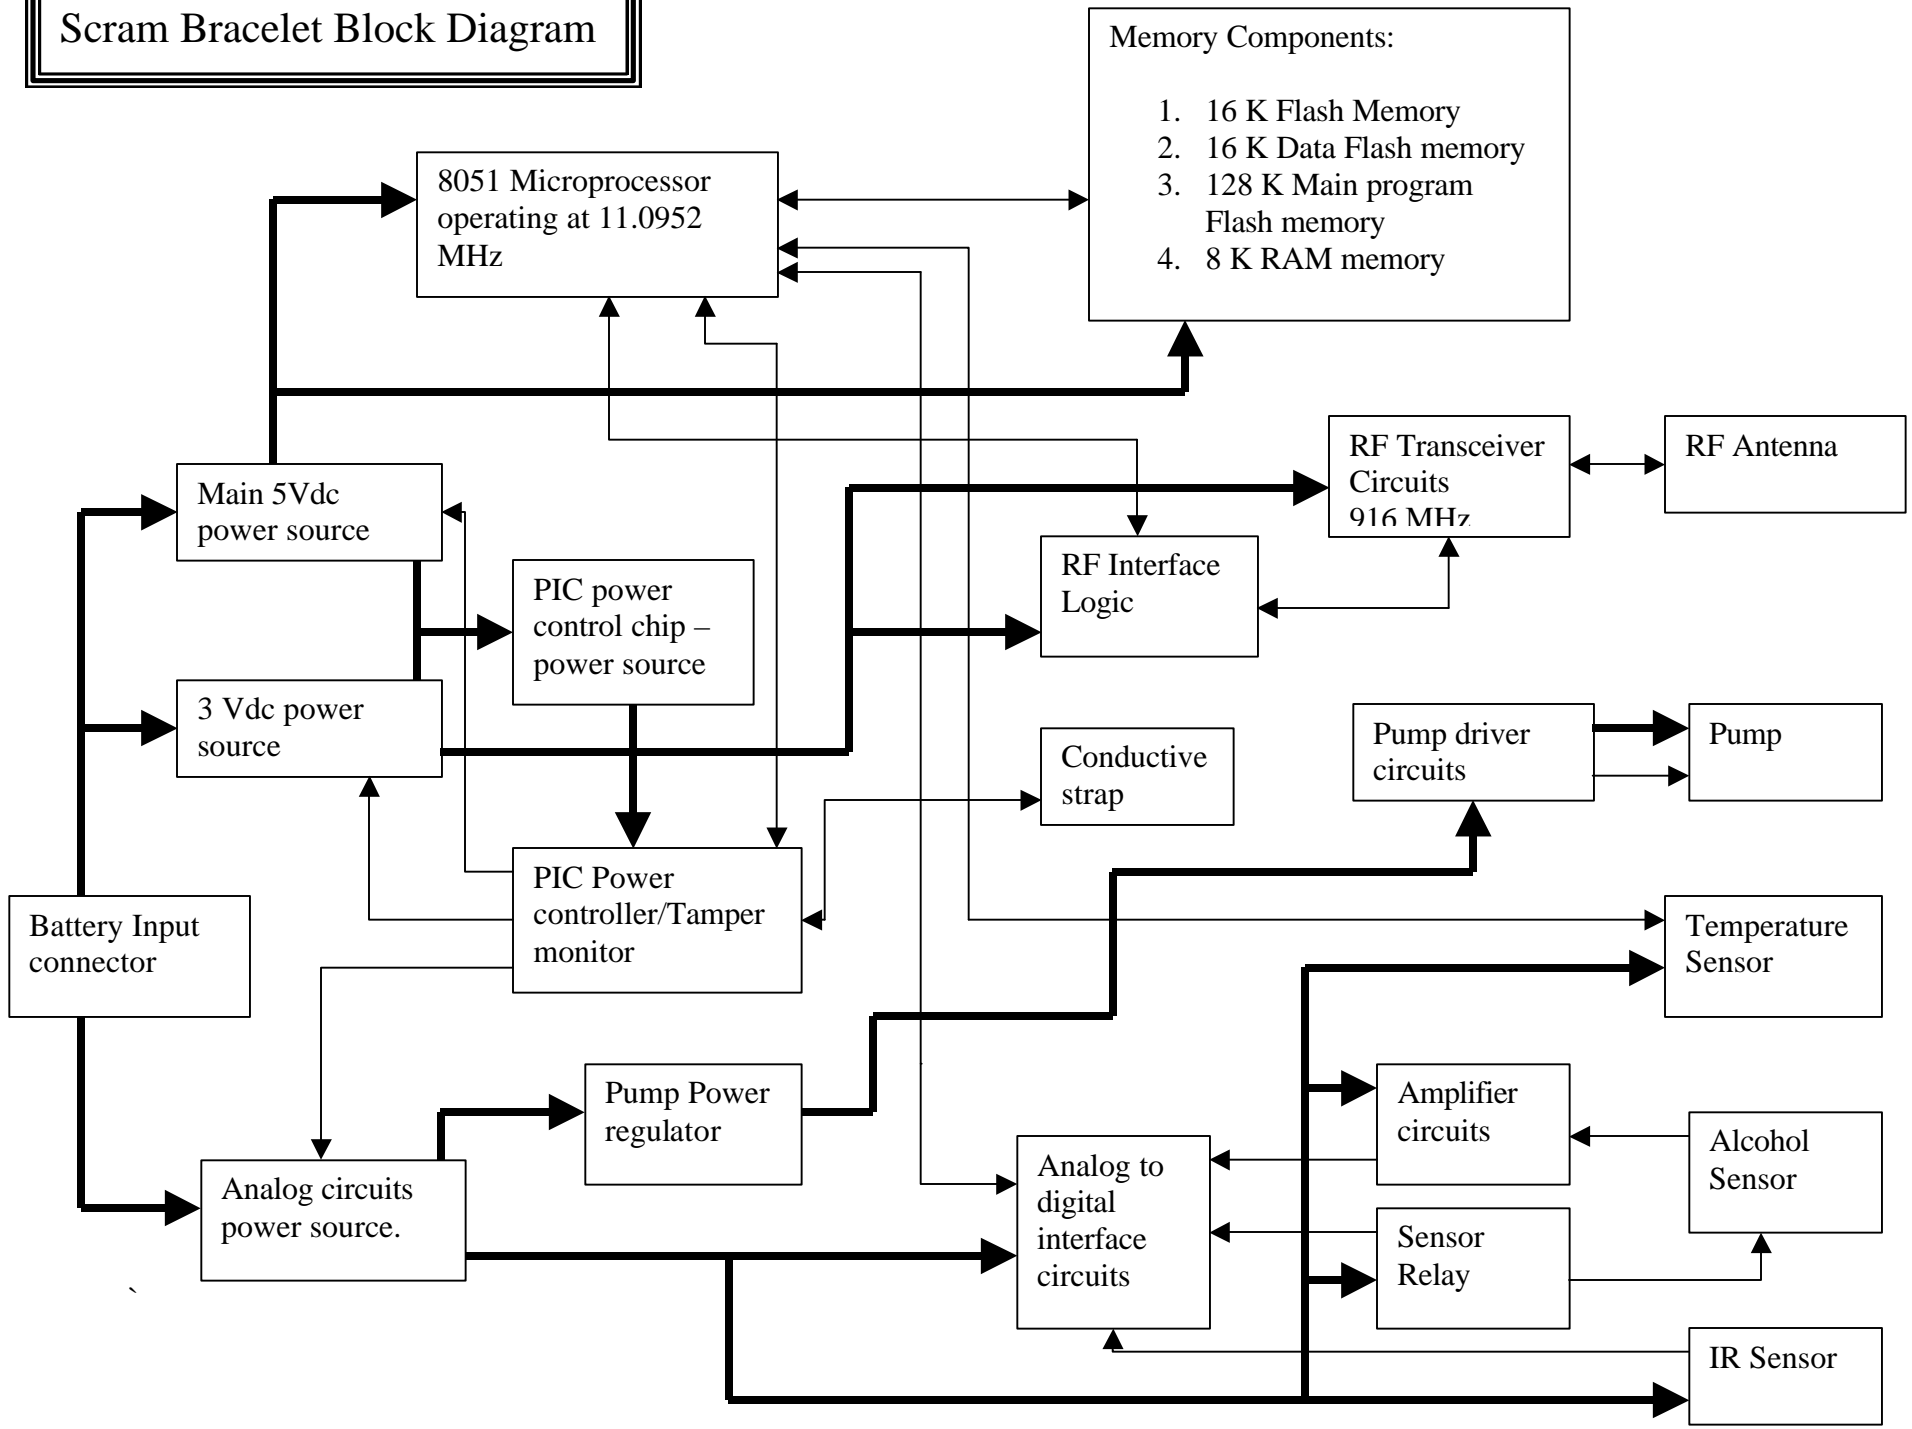 Scram Bracelet Block Diagram
Memory Components:
1. 16 K Flash Memory
2. 16 K Data Flash memory
3. 128 K Main program
Flash memory
4. 8 K RAM memory
8051 Microprocessor
operating at 11.0952
MHz
RF Transceiver
Circuits
916 MHz
RF Antenna
Main 5Vdc
power source
PIC power
control chip –
power source
RF Interface
Logic
3 Vdc power
source
Conductive
strap
Pump driver
circuits
Pump
PIC Power
controller/Tamper
monitor
Battery Input
connector
Temperature
Sensor
Pump Power
regulator
Amplifier
circuits
Alcohol
Sensor
Analog circuits
power source.
Analog to
digital
interface
circuits
Sensor
Relay
`
IR Sensor